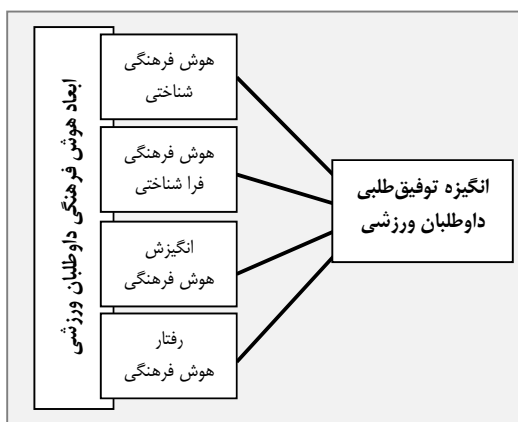 ابعاد هوش فرهنگی داوطلبان ورزشی
هوش فرهنگی
شناختی
هوش فرهنگی
فرا شناختی
انگیزش
هوش فرهنگی
رفتار
هوش فرهنگی
انگیزه توفیق‌طلبی
داوطلبان ورزشی